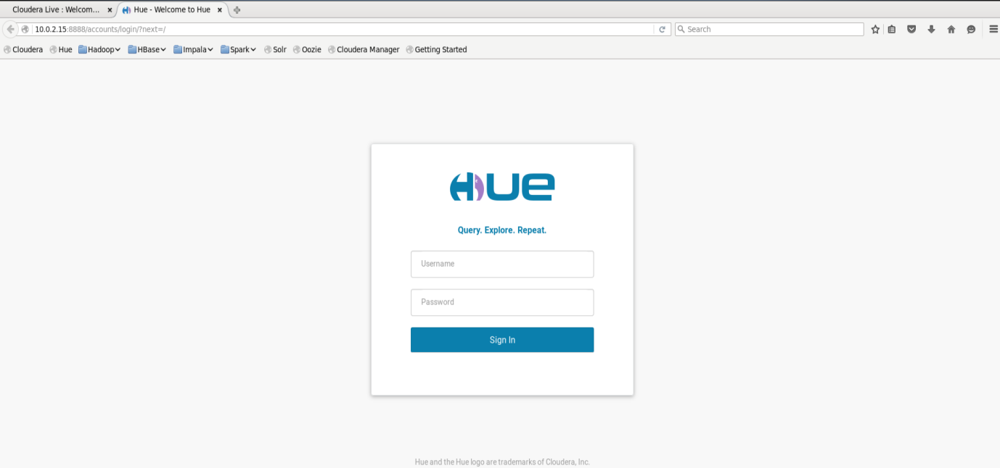 Cloudera Live : Welcom... Hue - Welcome to Hue
10.0.2.15:8888/accounts/login/?next=/ Search
Cloudera Hue Hadoop HBase Impala Spark Solr Oozie Cloudera Manager Getting Started
HUE
Query. Explore. Repeat.
Username
Password
Sign In
Hue and the Hue logo are trademarks of Cloudera, Inc.